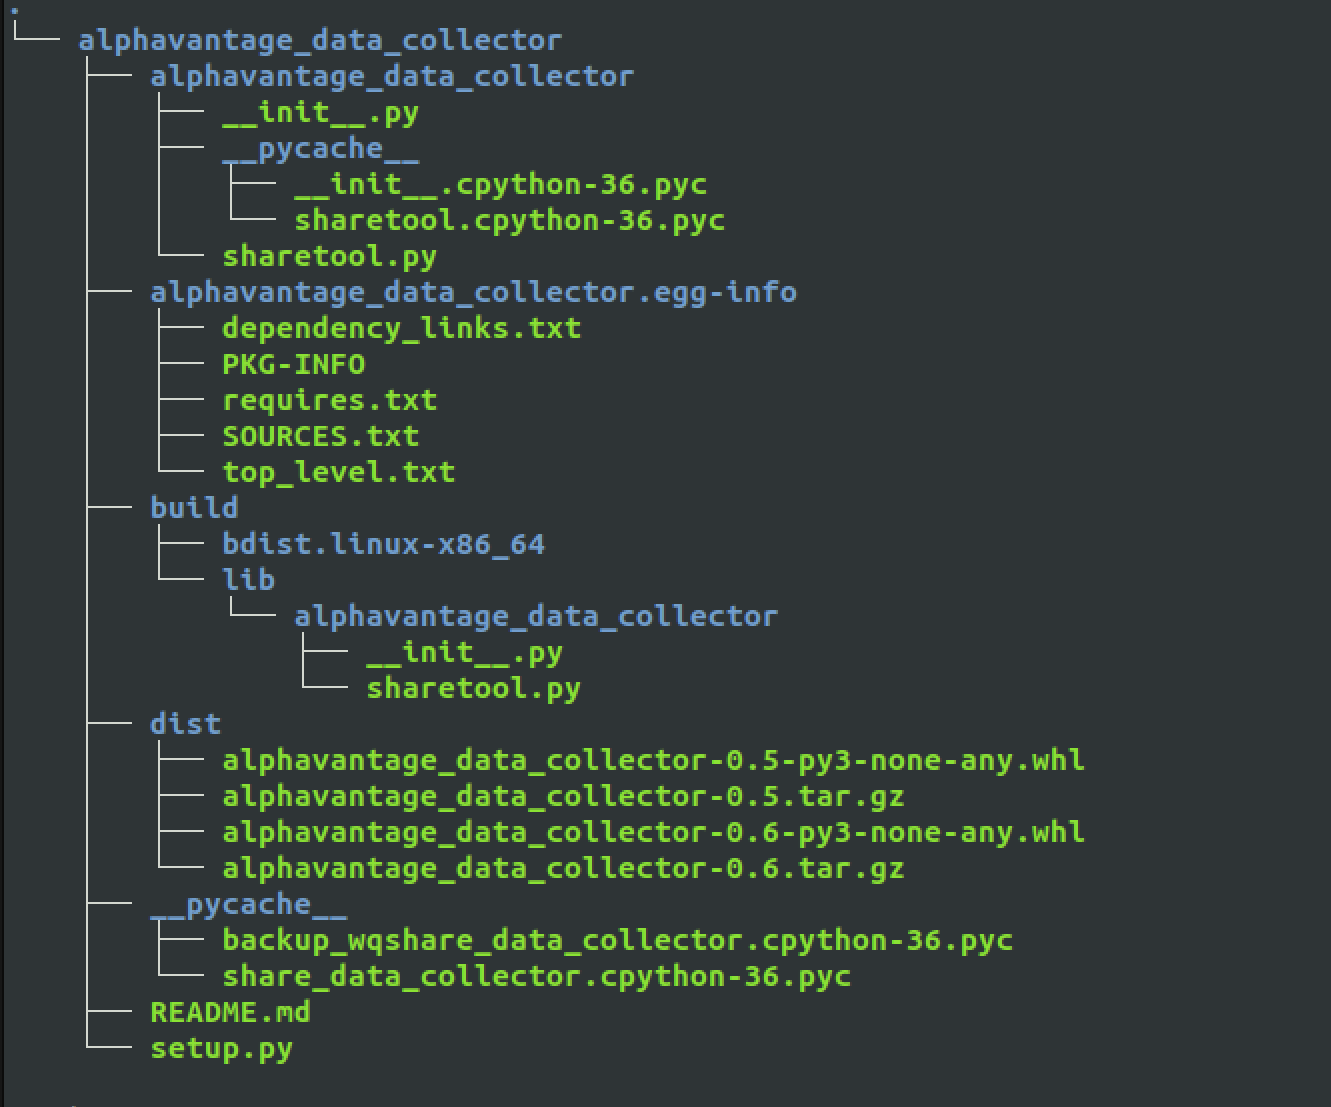 .
alphavantage_data_collector
alphavantage_data_collector
__init__.py
__pycache__
__init__.cpython-36.pyc
sharetool.cpython-36.pyc
sharetool.py
alphavantage_data_collector.egg-info
dependency_links.txt
PKG-INFO
requires.txt
SOURCES.txt
top_level.txt
build
bdist.linux-x86_64
lib
alphavantage_data_collector
__init__.py
sharetool.py
dist
alphavantage_data_collector-0.5-py3-none-any.whl
alphavantage_data_collector-0.5.tar.gz
alphavantage_data_collector-0.6-py3-none-any.whl
alphavantage_data_collector-0.6.tar.gz
__pycache__
backup_wqshare_data_collector.cpython-36.pyc
share_data_collector.cpython-36.pyc
README.md
setup.py